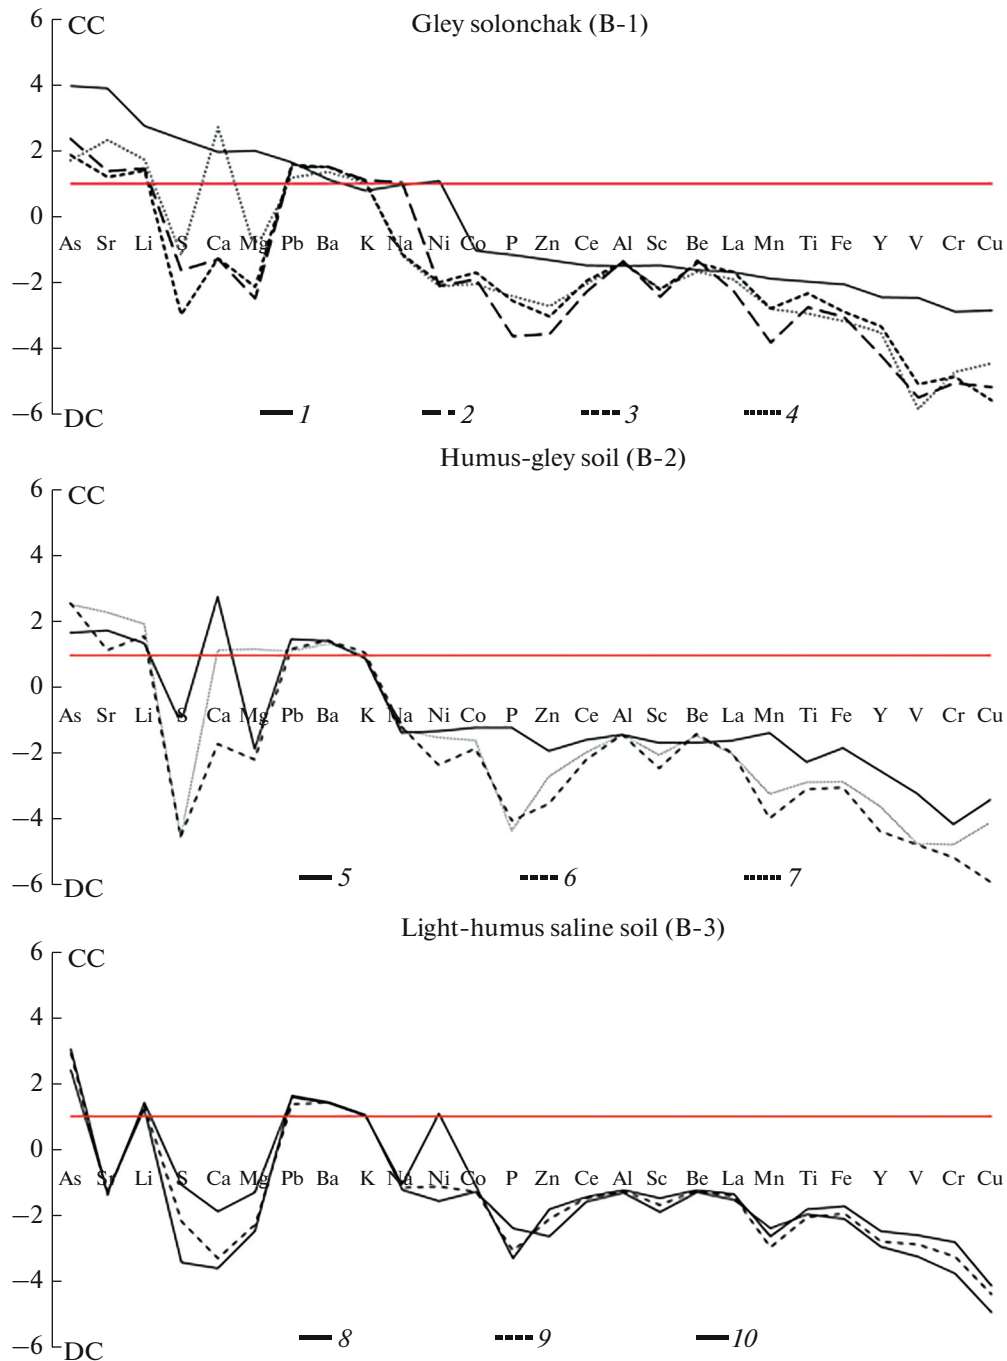 Gley solonchak (B-1)
6
CC
4
2
0
As Sr Li S Ca Mg Pb Ba K Na Ni Co P Zn Ce Al Sc Be La Mn Ti Fe Y V Cr Cu
−2
−4
−6
DC
1 2 3 4
Humus-gley soil (B-2)
6
CC
4
2
0
As Sr Li S Ca Mg Pb Ba K Na Ni Co P Zn Ce Al Sc Be La Mn Ti Fe Y V Cr Cu
−2
−4
−6
DC
5 6 7
Light-humus saline soil (B-3)
6
CC
4
2
0
As Sr Li S Ca Mg Pb Ba K Na Ni Co P Zn Ce Al Sc Be La Mn Ti Fe Y V Cr Cu
−2
−4
−6
DC
8 9 10